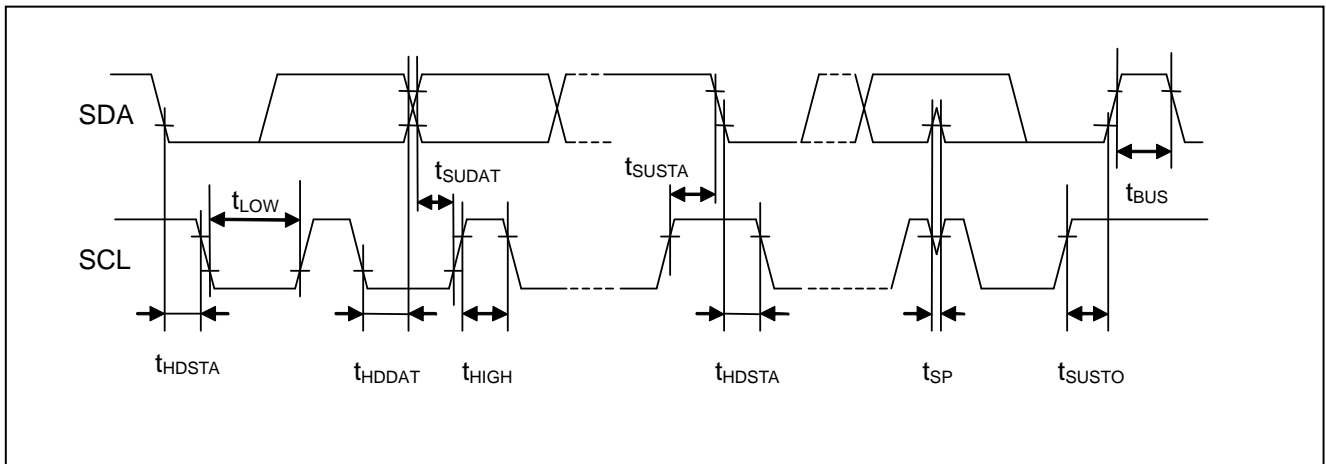 SDA
tSUDAT
tSUSTA
tLOW
tBUS
SCL
tHDSTA
tHDDAT
tHIGH
tHDSTA
tSP
tSUSTO